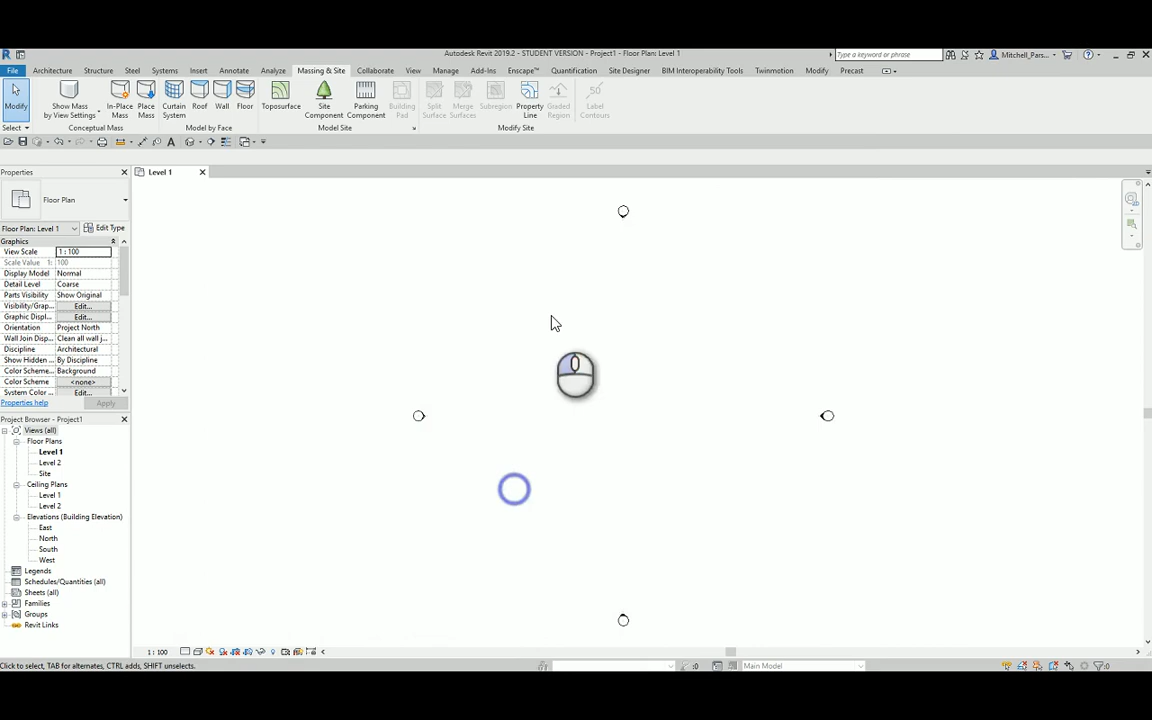 Autodesk Revit 2019.2 - STUDENT VERSION - Project1 - Floor Plan: Level 1
Type a keyword or phrase
Mitchell_Pars...
File Architecture Structure Steel Systems Insert Annotate Analyze Massing & Site Collaborate View Manage Add-Ins Enscape™ Quantification Site Designer BIM Interoperability Tools Twinmotion Modify Precast
Modify
Show Mass
by View Settings
In-Place
Mass
Place
Mass
Curtain
System
Roof
Wall
Floor
Toposurface
Site
Component
Parking
Component
Building
Pad
Split
Surface
Merge
Surfaces
Subregion
Property
Line
Graded
Region
50
Label
Contours
Select
Conceptual Mass
Model by Face
Model Site
Modify Site
Properties
Level 1
Floor Plan
Floor Plan: Level 1
Edit Type
Graphics
View Scale 1 : 100
Scale Value 1: 100
Display Model Normal
Detail Level Coarse
Parts Visibility Show Original
Visibility/Grap... Edit...
Graphic Displ... Edit...
Orientation Project North
Wall Join Disp... Clean all wall j...
Discipline Architectural
Show Hidden ... By Discipline
Color Scheme ... Background
Color Scheme <none>
System Color ... Edit...
Properties help
Apply
Project Browser - Project1
Views (all)
Floor Plans
Level 1
Level 2
Site
Ceiling Plans
Level 1
Level 2
Elevations (Building Elevation)
East
North
South
West
Legends
Schedules/Quantities (all)
Sheets (all)
Families
Groups
Revit Links
1 : 100
Click to select, TAB for alternates, CTRL adds, SHIFT unselects.
:0
Main Model
:0